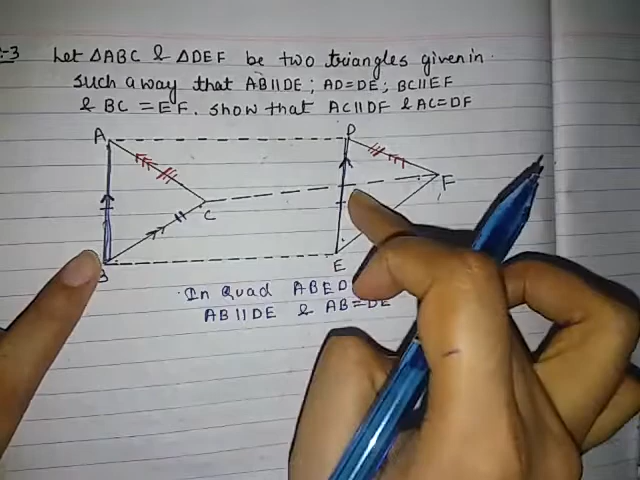 :-3 Let ΔABC & ΔDEF be two triangles given in.
such a way that AB||DE ; AD=DE ; BC||EF
& BC = EF. show that AC||DF & AC=DF
A
D
F
C
B
E
In Quad ABED
AB||DE & AB=DE